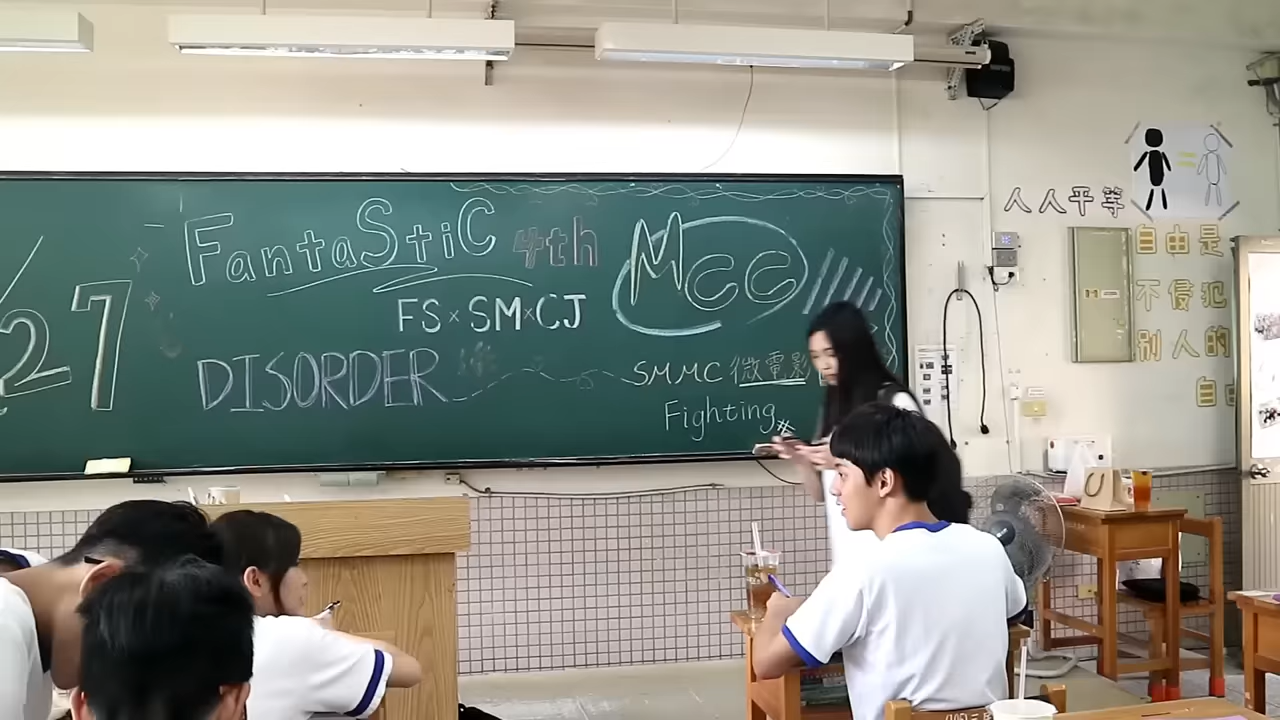 27
FantaStiC 4th
MCC
FS×SM×CJ
DISORDER
SMMC 微電影
Fighting
人人平等
=
自由是
不侵犯
別人的
自由